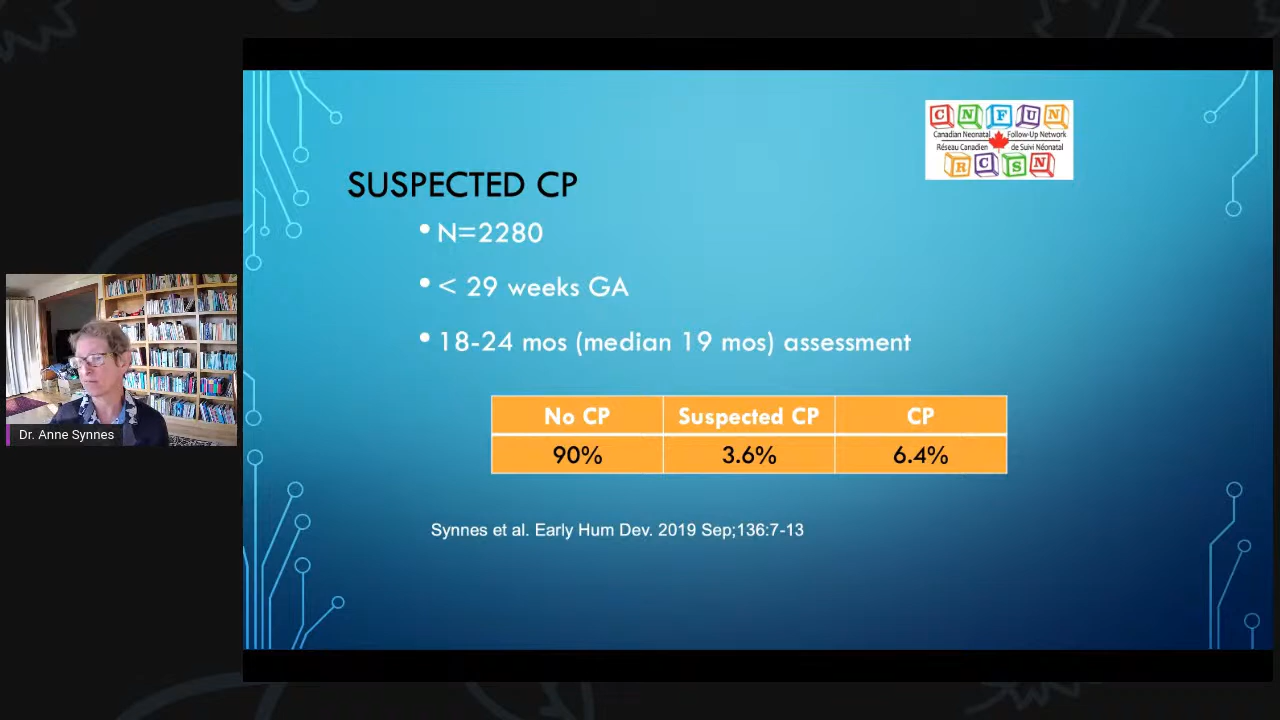 C N F U N
Canadian Neonatal Follow-Up Network
Réseau Canadien de Suivi Néonatal
R C S N
SUSPECTED CP
• N=2280
• < 29 weeks GA
• 18-24 mos (median 19 mos) assessment
No CP Suspected CP CP
90% 3.6% 6.4%
Dr. Anne Synnes
Synnes et al. Early Hum Dev. 2019 Sep;136:7-13